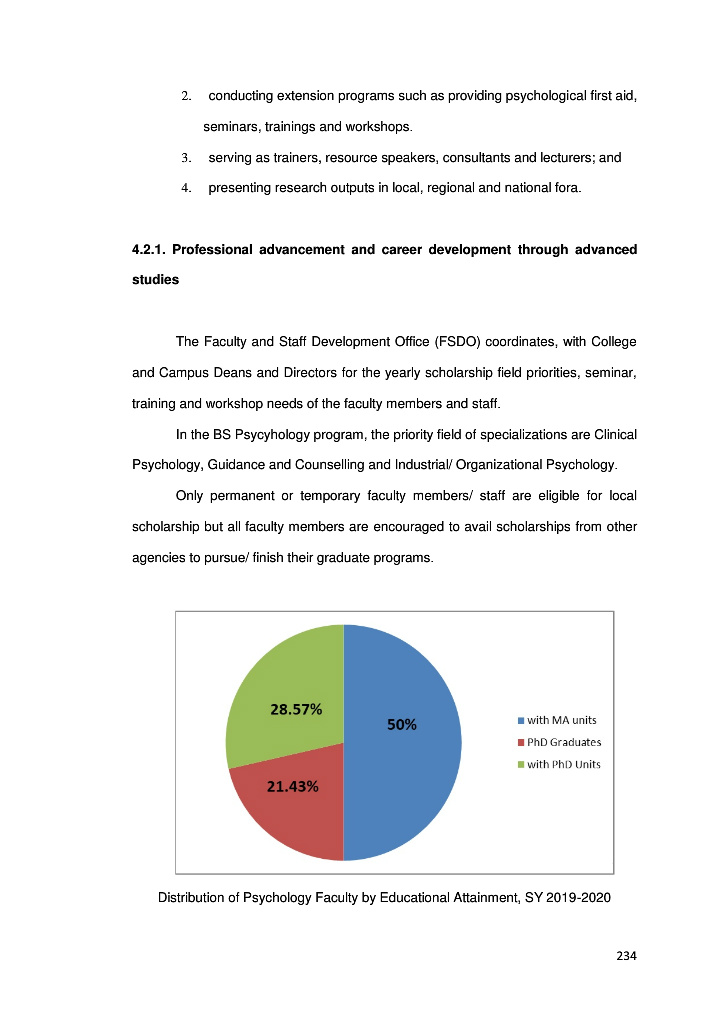 2. conducting extension programs such as providing psychological first aid,
seminars, trainings and workshops.
3. serving as trainers, resource speakers, consultants and lecturers; and
4. presenting research outputs in local, regional and national fora.
4.2.1. Professional advancement and career development through advanced
studies
The Faculty and Staff Development Office (FSDO) coordinates, with College
and Campus Deans and Directors for the yearly scholarship field priorities, seminar,
training and workshop needs of the faculty members and staff.
In the BS Psycyhology program, the priority field of specializations are Clinical
Psychology, Guidance and Counselling and Industrial/ Organizational Psychology.
Only permanent or temporary faculty members/ staff are eligible for local
scholarship but all faculty members are encouraged to avail scholarships from other
agencies to pursue/ finish their graduate programs.
28.57%
50%
21.43%
with MA units
PhD Graduates
with PhD Units
Distribution of Psychology Faculty by Educational Attainment, SY 2019-2020
234